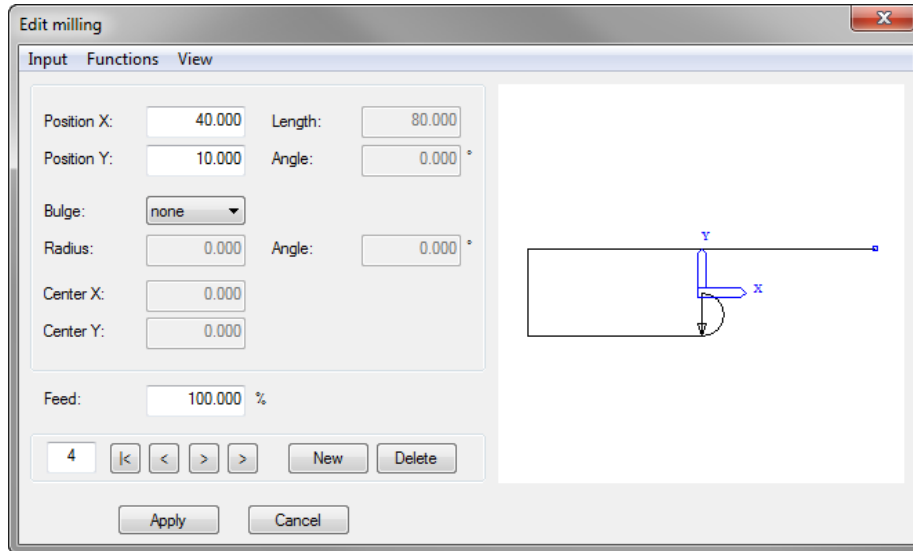 Edit milling
x
Input Functions View
Position X: 40.000 Length: 80.000
Position Y: 10.000 Angle: 0.000 °
Bulge: none
Radius: 0.000 Angle: 0.000 °
Center X: 0.000
Center Y: 0.000
Y
X
Feed: 100.000 %
4 |< < > > New Delete
Apply Cancel